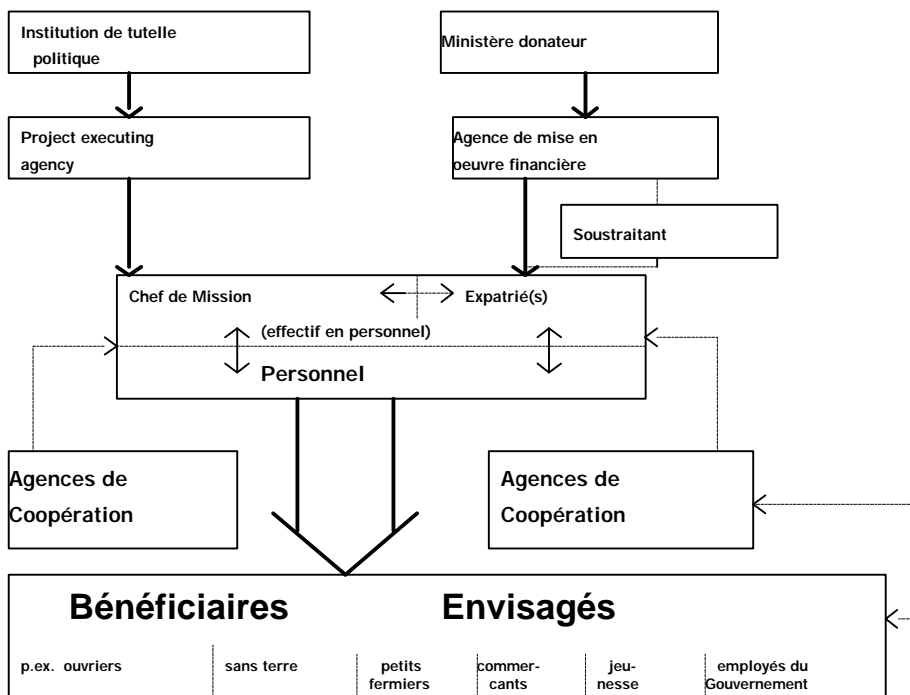 Institution de tutelle
politique
Ministère donateur
Project executing
agency
Agence de mise en
oeuvre financière
Soustraitant
Chef de Mission
Expatrié(s)
(effectif en personnel)
Personnel
Agences de
Coopération
Agences de
Coopération
Bénéficiaires Envisagés
p.ex. ouvriers
sans terre
petits
fermiers
commer-
cants
jeu-
nesse
employés du
Gouvernement